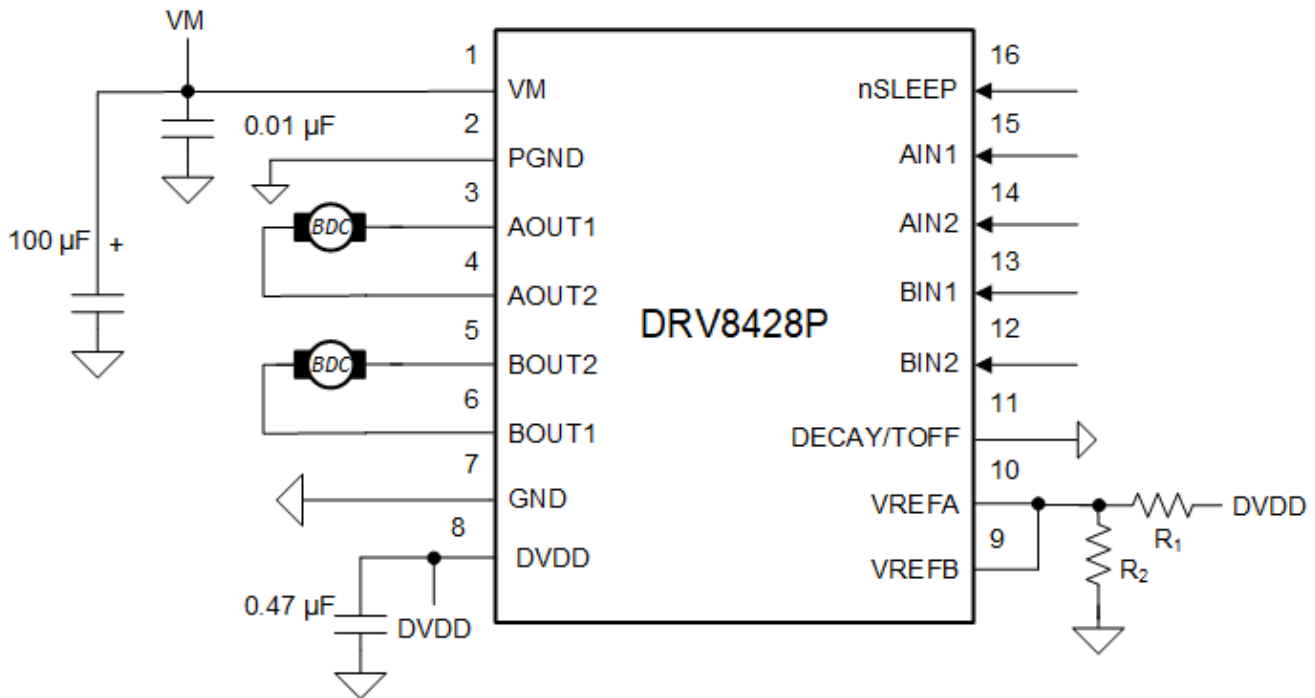 VM
1 16
VM nSLEEP
0.01 µF
2 15
PGND AIN1
3 14
BDC AOUT1 AIN2
100 µF +
4 13
AOUT2 BIN1
DRV8428P
5 12
BDC BOUT2 BIN2
6 11
BOUT1 DECAY/TOFF
7 10
GND VREFA DVDD
R1
8 9
DVDD VREFB R2
0.47 µF
DVDD